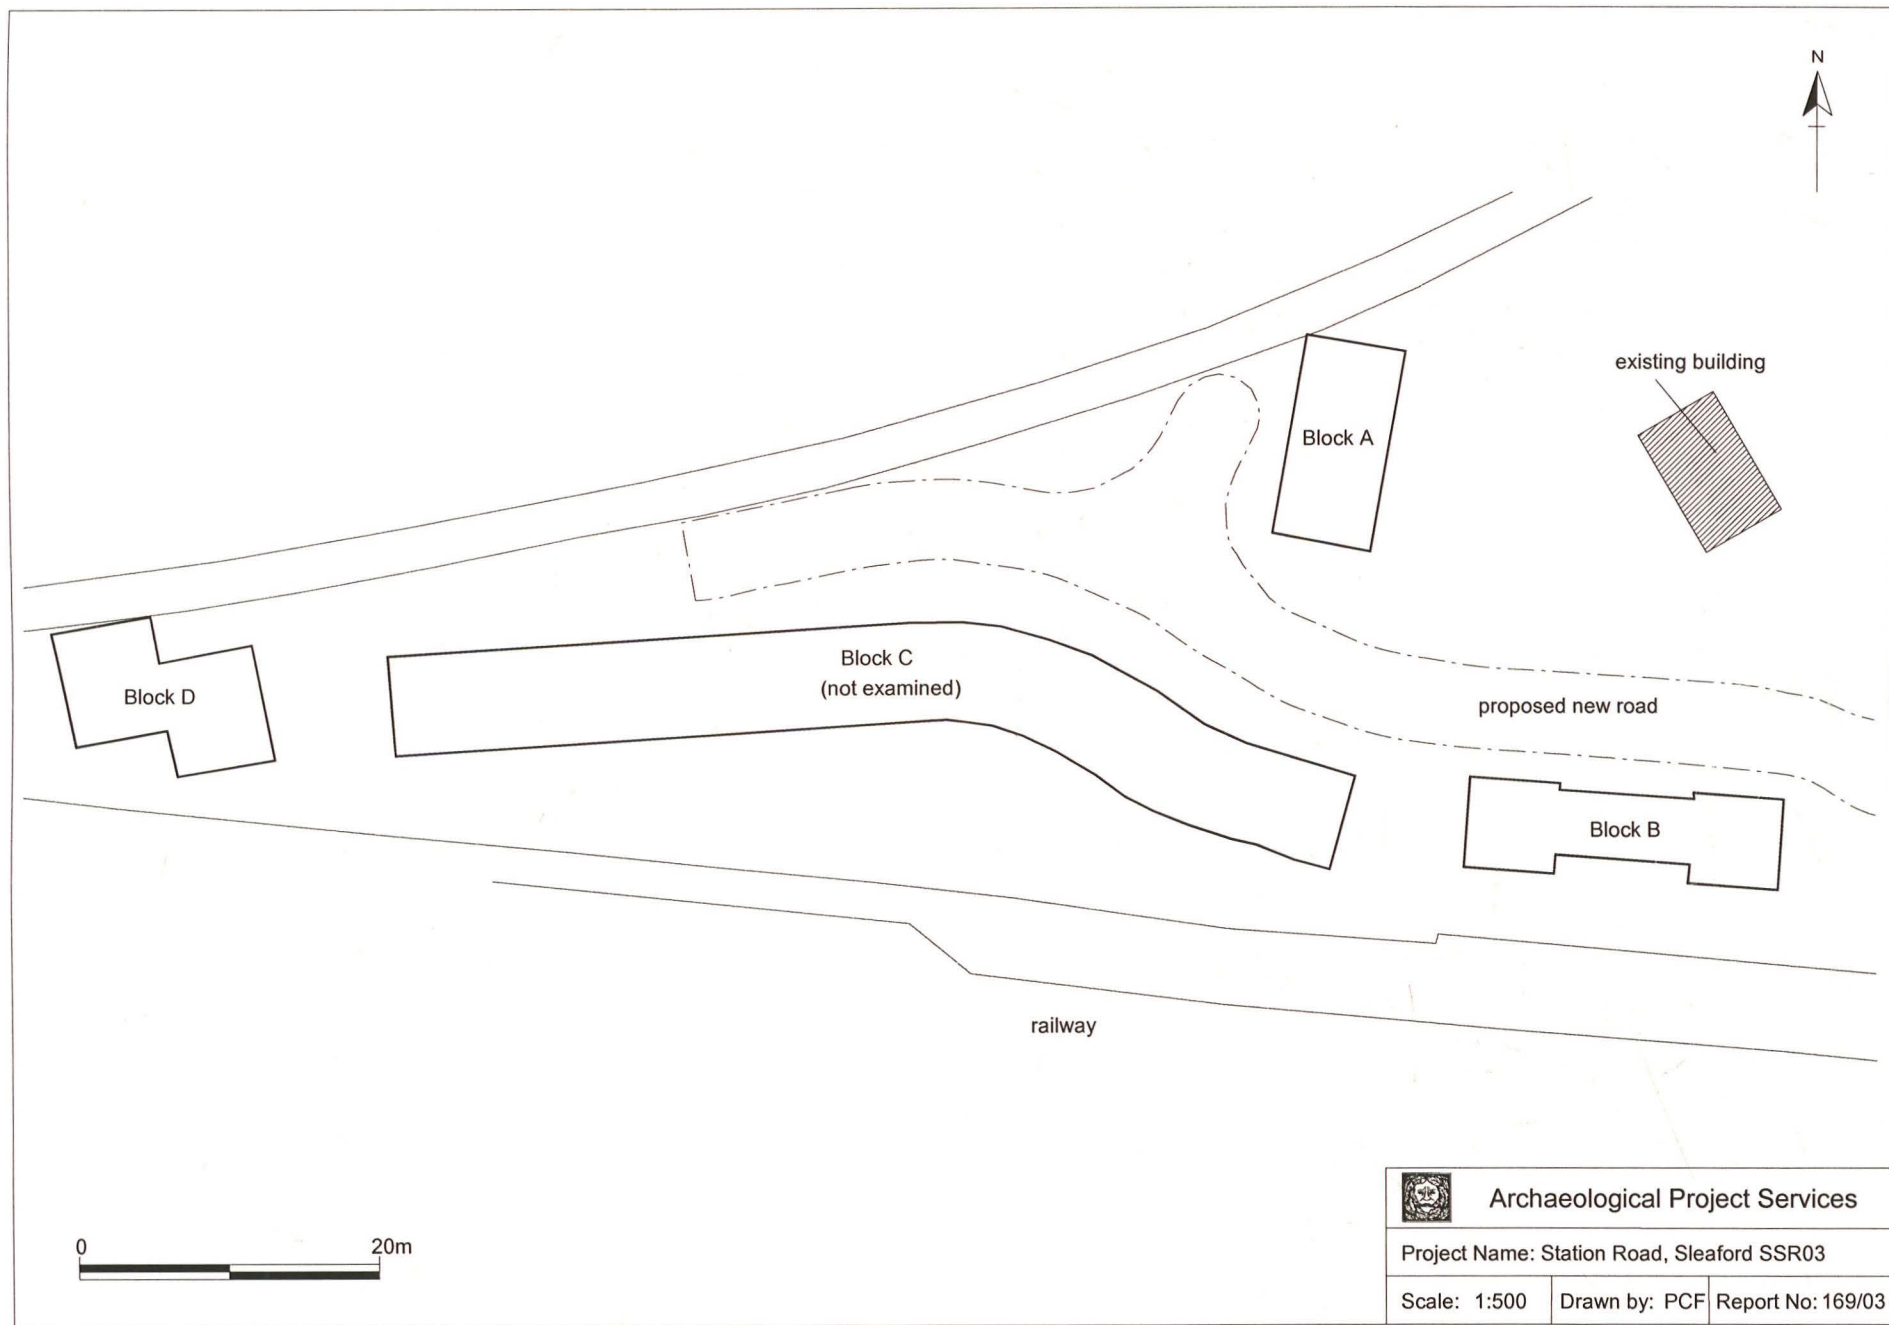 N
existing building
Block A
Block C
(not examined)
Block D
proposed new road
Block B
railway
0 20m
Archaeological Project Services
Project Name: Station Road, Sleaford SSR03
Scale: 1:500 Drawn by: PCF Report No: 169/03